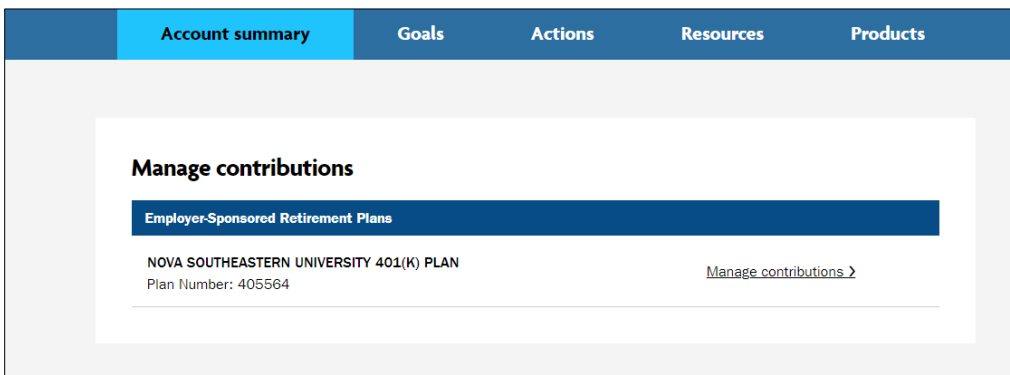 Account summary Goals Actions Resources Products
Manage contributions
Employer-Sponsored Retirement Plans
NOVA SOUTHEASTERN UNIVERSITY 401(K) PLAN
Plan Number: 405564
Manage contributions ❯